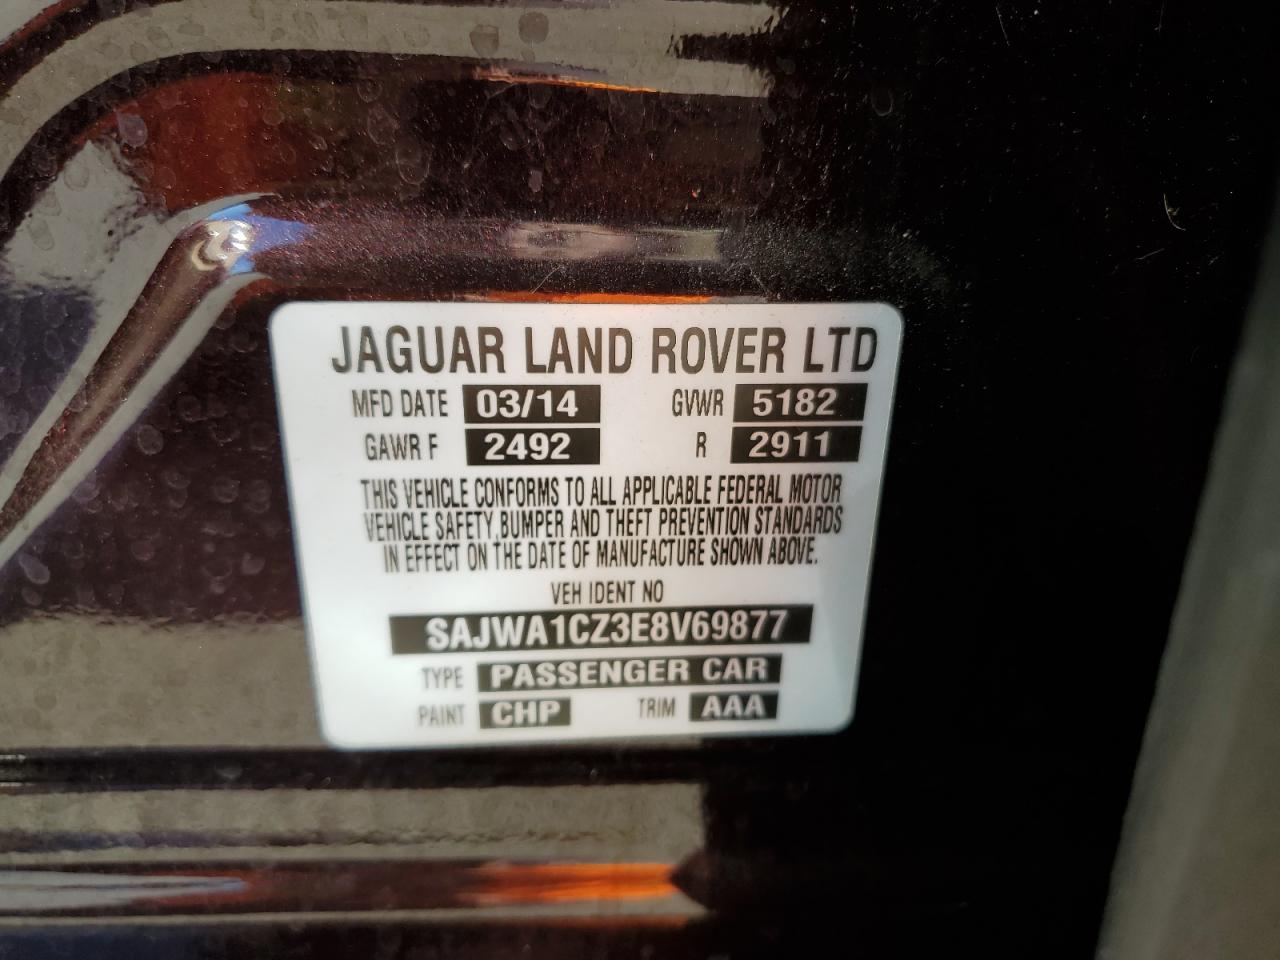 JAGUAR LAND ROVER LTD
MFD DATE 03/14 GVWR 5182
GAWR F 2492 R 2911
THIS VEHICLE CONFORMS TO ALL APPLICABLE FEDERAL MOTOR
VEHICLE SAFETY, BUMPER AND THEFT PREVENTION STANDARDS
IN EFFECT ON THE DATE OF MANUFACTURE SHOWN ABOVE.
VEH IDENT NO
SAJWA1CZ3E8V69877
TYPE PASSENGER CAR
PAINT CHP TRIM AAA